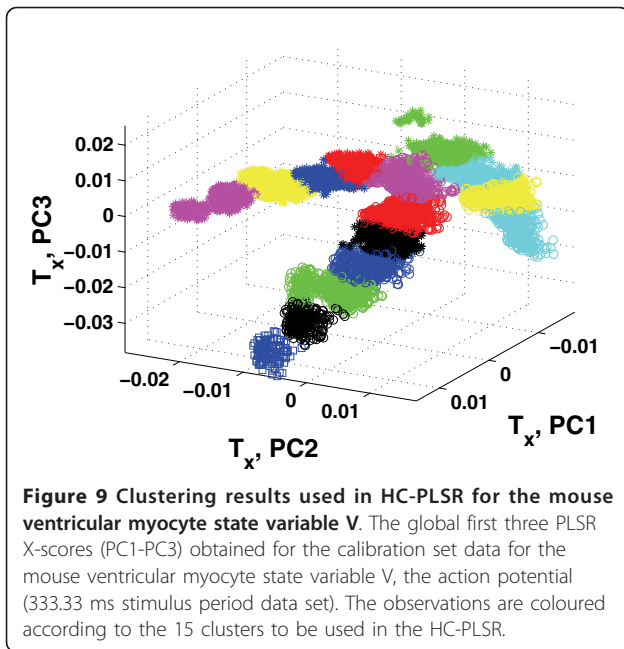 0.02
0.01
0
−0.01
−0.02
−0.03
T_x, PC3
−0.02
−0.01
0
0.01
T_x, PC2
0.01
0
−0.01
T_x, PC1
Figure 9 Clustering results used in HC-PLSR for the mouse
ventricular myocyte state variable V. The global first three PLSR
X-scores (PC1-PC3) obtained for the calibration set data for the
mouse ventricular myocyte state variable V, the action potential
(333.33 ms stimulus period data set). The observations are coloured
according to the 15 clusters to be used in the HC-PLSR.